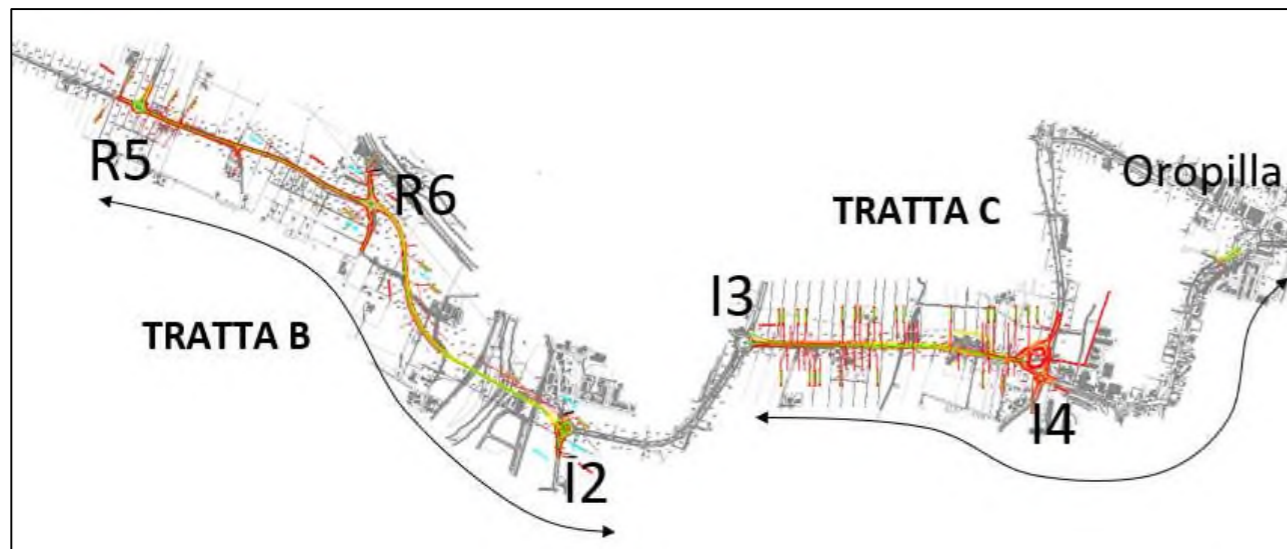 Oropilla
R5
R6
TRATTA C
I3
TRATTA B
I4
I2